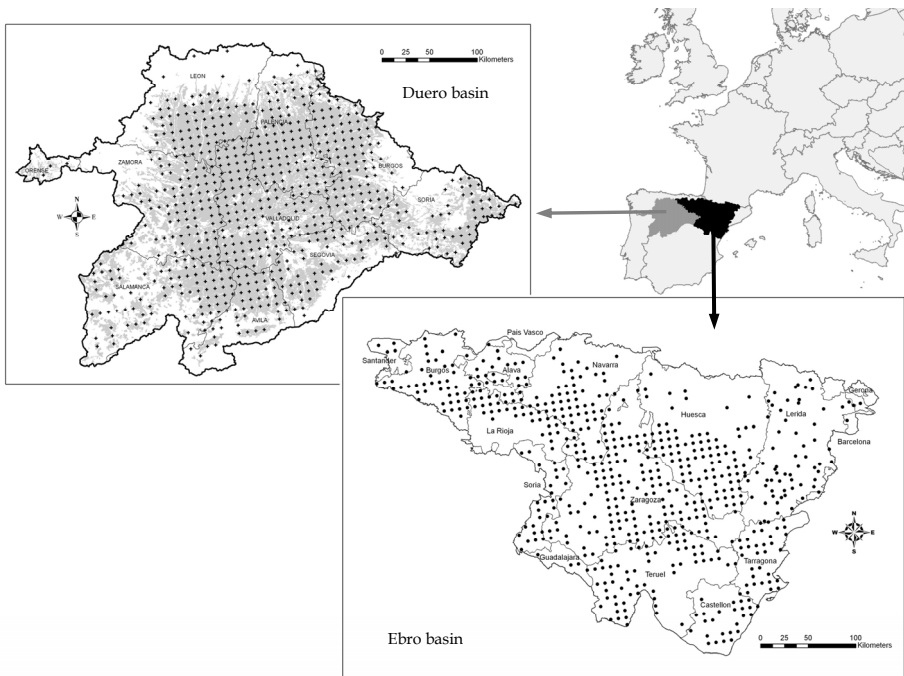 0 25 50 100
Kilometers
Duero basin
LEON
PALENCIA
ORENSE
ZAMORA
BURGOS
SORIA
N
W E
S
VALLADOLID
SEGOVIA
SALAMANCA
AVILA
Pais Vasco
Santander
Burgos
Alava
Navarra
Gerona
Huesca
Lerida
La Rioja
Barcelona
Soria
Zaragoza
N
W E
S
Guadalajara
Tarragona
Teruel
Castellon
Ebro basin
0 25 50 100
Kilometers